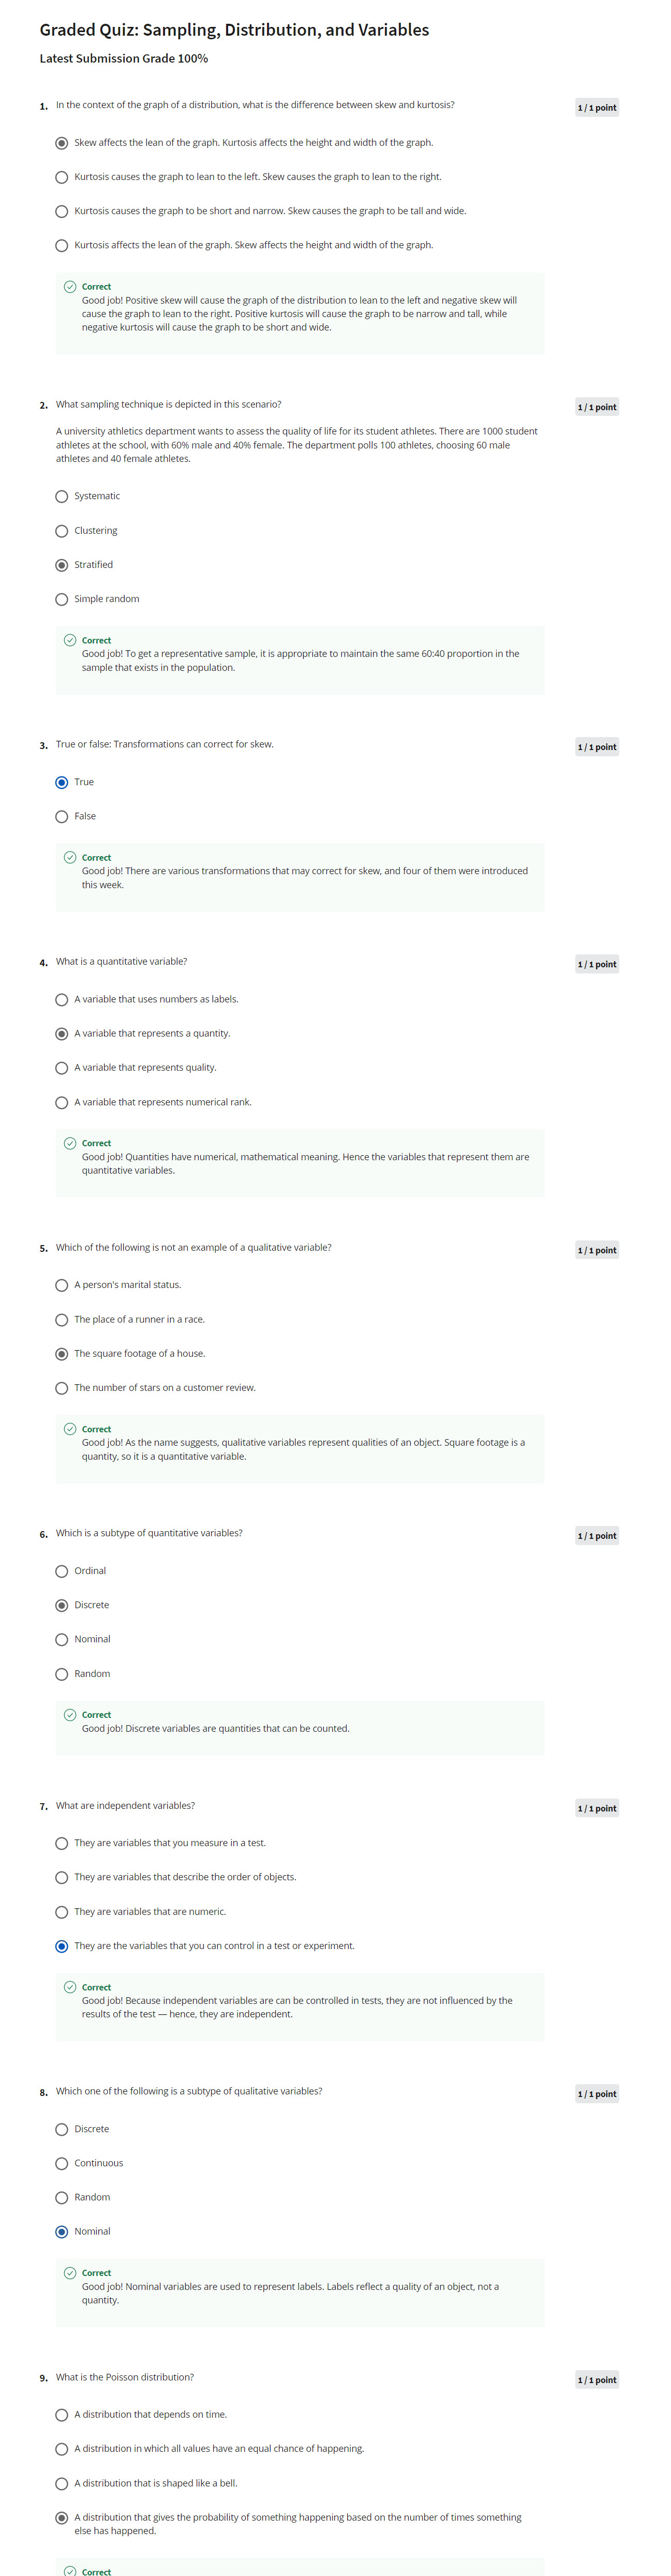 Graded Quiz: Sampling, Distribution, and Variables
Latest Submission Grade 100%
1. In the context of the graph of a distribution, what is the difference between skew and kurtosis? 1 / 1 point
Skew affects the lean of the graph. Kurtosis affects the height and width of the graph.
Kurtosis causes the graph to lean to the left. Skew causes the graph to lean to the right.
Kurtosis causes the graph to be short and narrow. Skew causes the graph to be tall and wide.
Kurtosis affects the lean of the graph. Skew affects the height and width of the graph.
Correct
Good job! Positive skew will cause the graph of the distribution to lean to the left and negative skew will
cause the graph to lean to the right. Positive kurtosis will cause the graph to be narrow and tall, while
negative kurtosis will cause the graph to be short and wide.
2. What sampling technique is depicted in this scenario? 1 / 1 point
A university athletics department wants to assess the quality of life for its student athletes. There are 1000 student
athletes at the school, with 60% male and 40% female. The department polls 100 athletes, choosing 60 male
athletes and 40 female athletes.
Systematic
Clustering
Stratified
Simple random
Correct
Good job! To get a representative sample, it is appropriate to maintain the same 60:40 proportion in the
sample that exists in the population.
3. True or false: Transformations can correct for skew. 1 / 1 point
True
False
Correct
Good job! There are various transformations that may correct for skew, and four of them were introduced
this week.
4. What is a quantitative variable? 1 / 1 point
A variable that uses numbers as labels.
A variable that represents a quantity.
A variable that represents quality.
A variable that represents numerical rank.
Correct
Good job! Quantities have numerical, mathematical meaning. Hence the variables that represent them are
quantitative variables.
5. Which of the following is not an example of a qualitative variable? 1 / 1 point
A person's marital status.
The place of a runner in a race.
The square footage of a house.
The number of stars on a customer review.
Correct
Good job! As the name suggests, qualitative variables represent qualities of an object. Square footage is a
quantity, so it is a quantitative variable.
6. Which is a subtype of quantitative variables? 1 / 1 point
Ordinal
Discrete
Nominal
Random
Correct
Good job! Discrete variables are quantities that can be counted.
7. What are independent variables? 1 / 1 point
They are variables that you measure in a test.
They are variables that describe the order of objects.
They are variables that are numeric.
They are the variables that you can control in a test or experiment.
Correct
Good job! Because independent variables are can be controlled in tests, they are not influenced by the
results of the test — hence, they are independent.
8. Which one of the following is a subtype of qualitative variables? 1 / 1 point
Discrete
Continuous
Random
Nominal
Correct
Good job! Nominal variables are used to represent labels. Labels reflect a quality of an object, not a
quantity.
9. What is the Poisson distribution? 1 / 1 point
A distribution that depends on time.
A distribution in which all values have an equal chance of happening.
A distribution that is shaped like a bell.
A distribution that gives the probability of something happening based on the number of times something
else has happened.
Correct